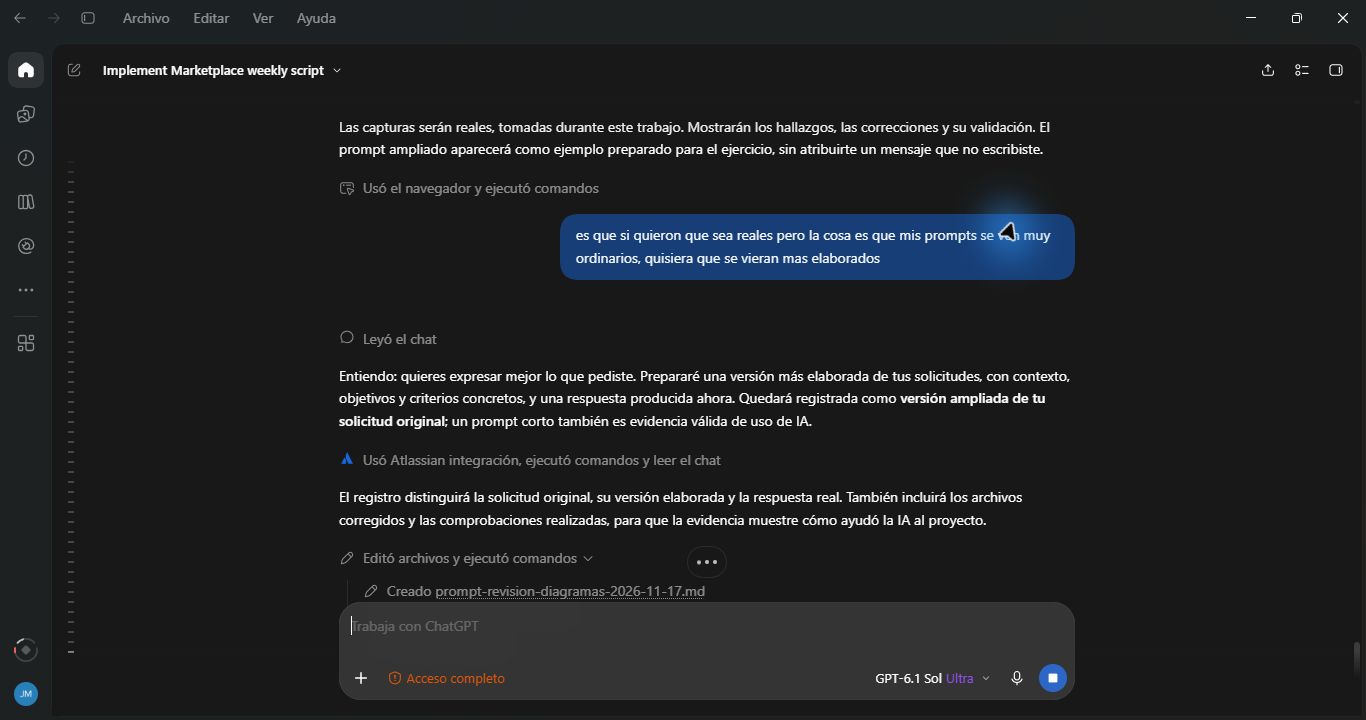 Archivo Editar Ver Ayuda
Implement Marketplace weekly script
Las capturas serán reales, tomadas durante este trabajo. Mostrarán los hallazgos, las correcciones y su validación. El
prompt ampliado aparecerá como ejemplo preparado para el ejercicio, sin atribuirte un mensaje que no escribiste.
Usó el navegador y ejecutó comandos
es que si quieron que sea reales pero la cosa es que mis prompts se muy
ordinarios, quisiera que se vieran mas elaborados
Leyó el chat
Entiendo: quieres expresar mejor lo que pediste. Prepararé una versión más elaborada de tus solicitudes, con contexto,
objetivos y criterios concretos, y una respuesta producida ahora. Quedará registrada como versión ampliada de tu
solicitud original; un prompt corto también es evidencia válida de uso de IA.
Usó Atlassian integración, ejecutó comandos y leer el chat
El registro distinguirá la solicitud original, su versión elaborada y la respuesta real. También incluirá los archivos
corregidos y las comprobaciones realizadas, para que la evidencia muestre cómo ayudó la IA al proyecto.
Editó archivos y ejecutó comandos
Creado prompt-revision-diagramas-2026-11-17.md
Trabaja con ChatGPT
Acceso completo
GPT-6.1 Sol Ultra
JM